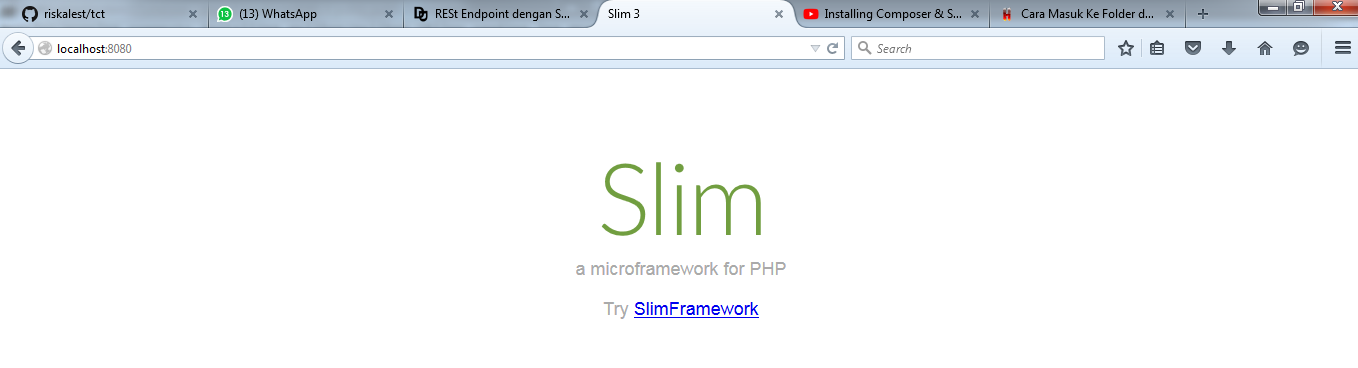 riskalest/tct
(13) WhatsApp
RESt Endpoint dengan S...
Slim 3
Installing Composer & S...
Cara Masuk Ke Folder d...
localhost:8080
Search
Slim
a microframework for PHP
Try SlimFramework